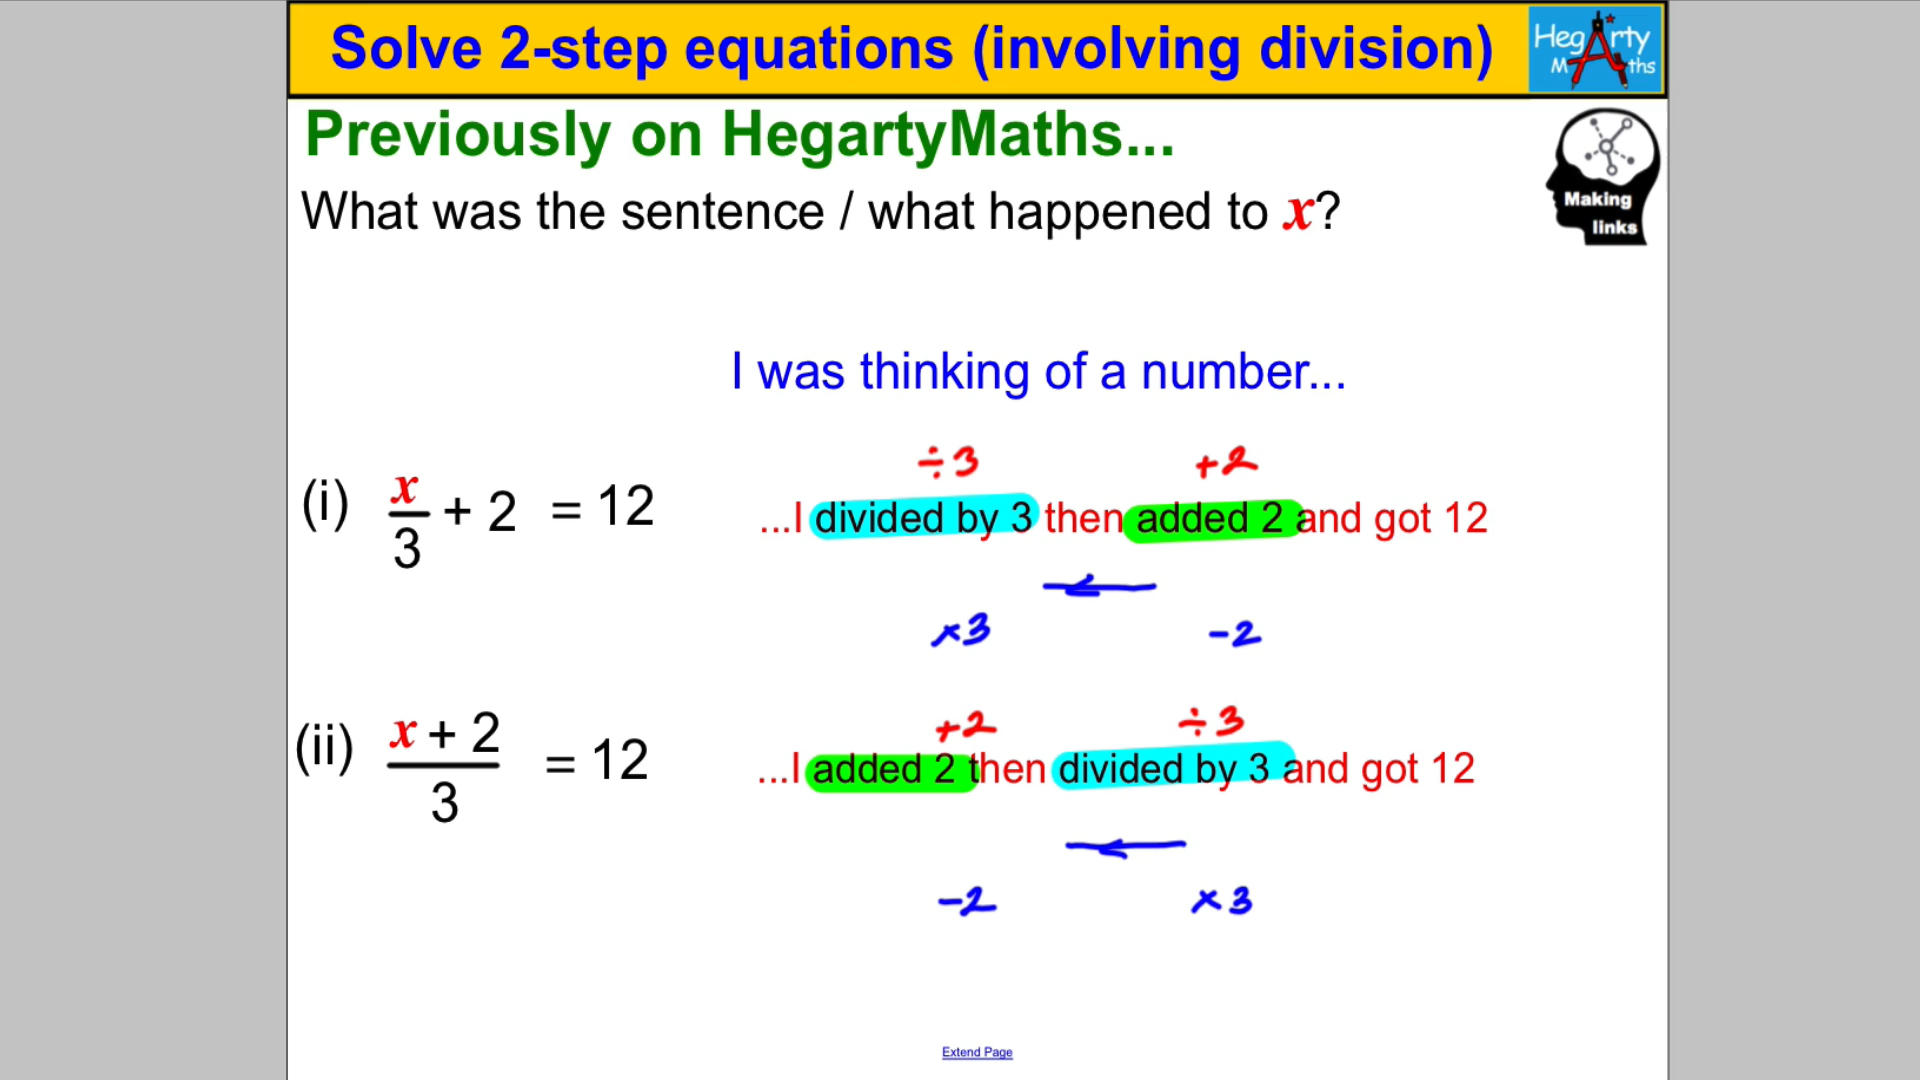 Solve 2-step equations (involving division)
HegArty
Maths
Previously on HegartyMaths...
What was the sentence / what happened to x?
Making
links
I was thinking of a number...
÷3 +2
(i) x/3 + 2 = 12 ...I divided by 3 then added 2 and got 12
×3 -2
+2 ÷3
(ii) x + 2/3 = 12 ...I added 2 then divided by 3 and got 12
-2 ×3
Extend Page